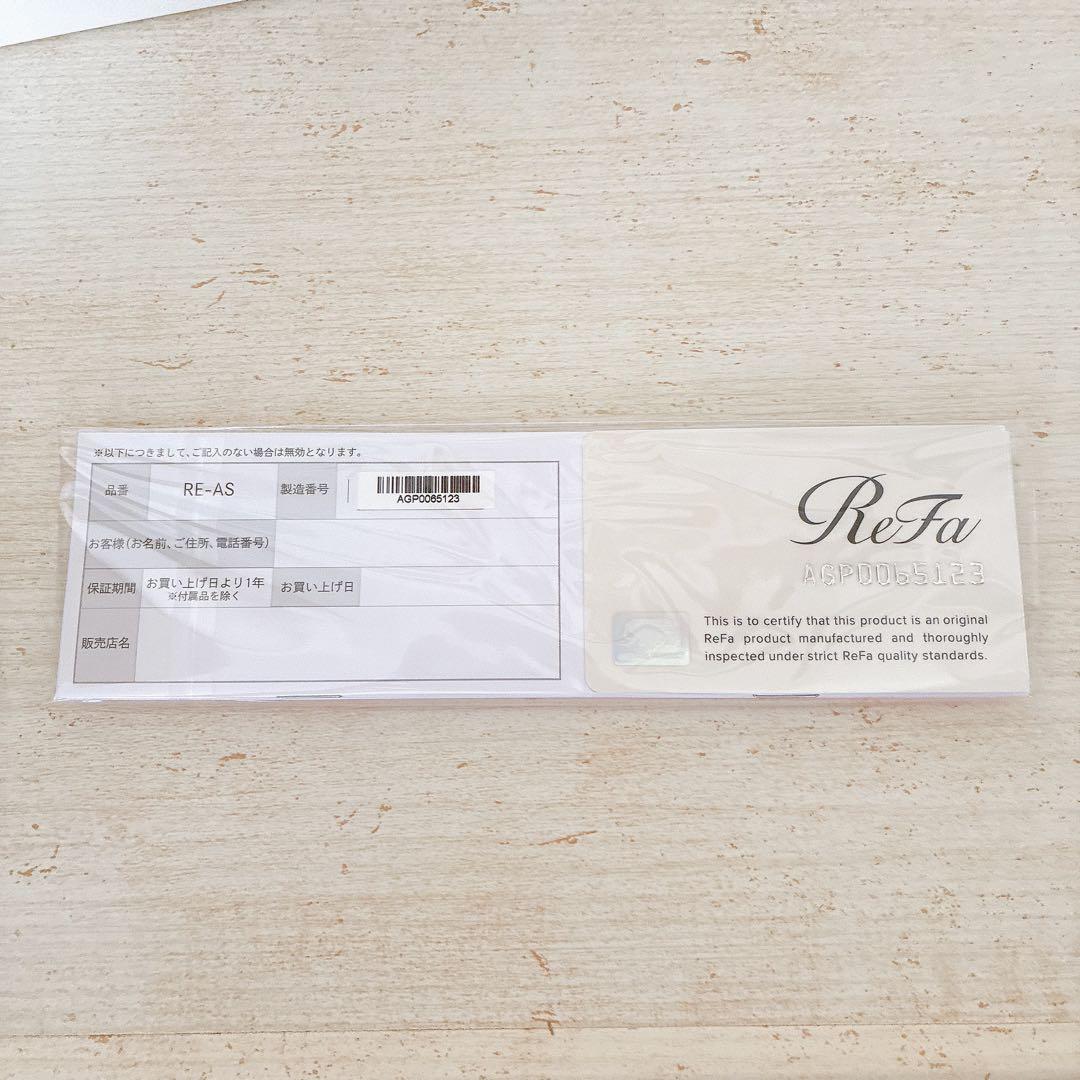 ※以下につきまして、ご記入のない場合は無効となります。
品番 RE-AS 製造番号 AGP0065123
お客様(お名前、ご住所、電話番号)
保証期間 お買い上げ日より1年 お買い上げ日
※付属品を除く
販売店名
ReFa
AGP0065123
This is to certify that this product is an original
ReFa product manufactured and thoroughly
inspected under strict ReFa quality standards.